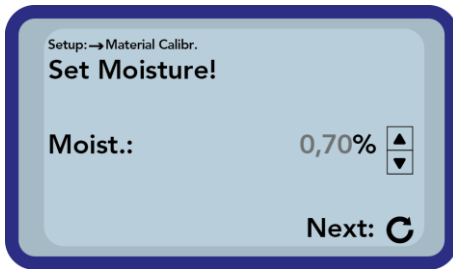 Setup:→Material Calibr.
Set Moisture!
Moist.: 0,70%
Next: